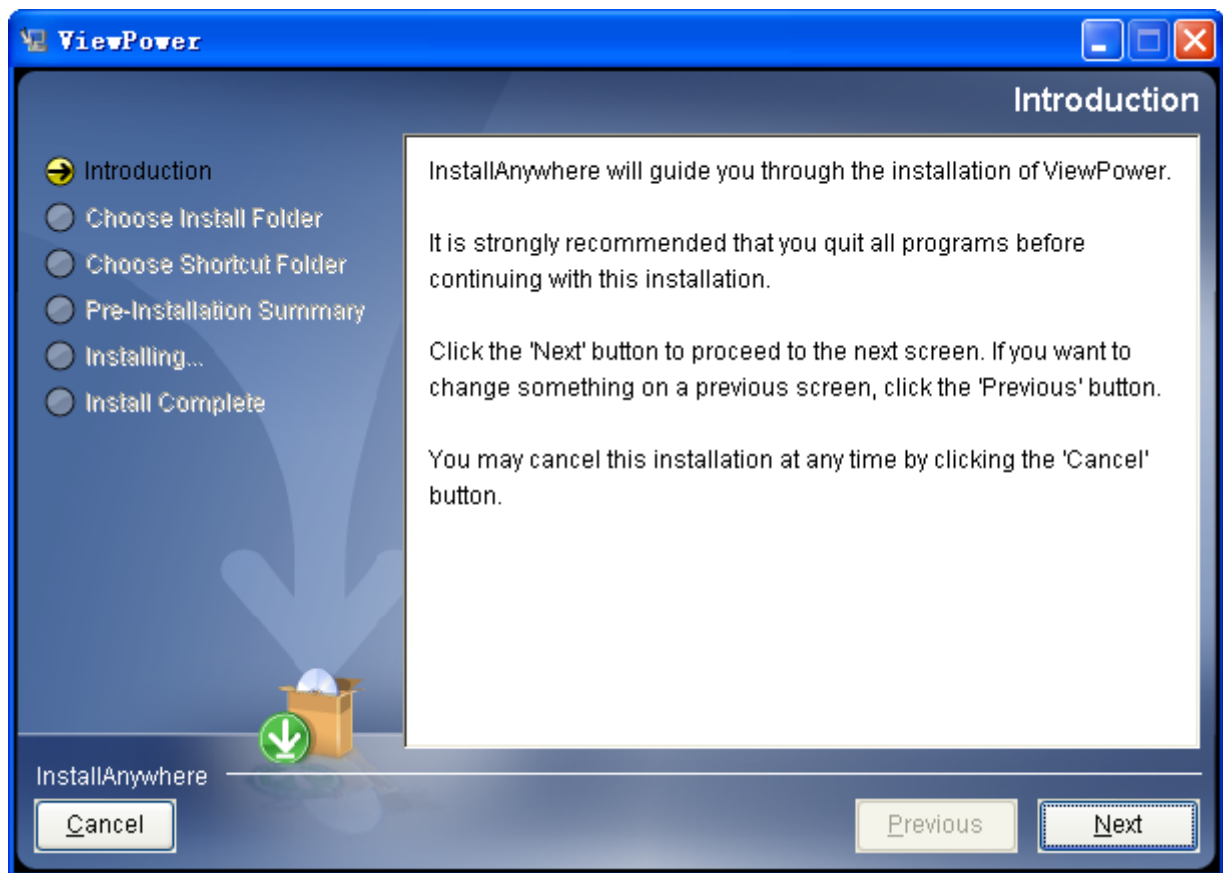 ViewPower
Introduction
Introduction
Choose Install Folder
Choose Shortcut Folder
Pre-Installation Summary
Installing...
Install Complete
InstallAnywhere will guide you through the installation of ViewPower.
It is strongly recommended that you quit all programs before
continuing with this installation.
Click the 'Next' button to proceed to the next screen. If you want to
change something on a previous screen, click the 'Previous' button.
You may cancel this installation at any time by clicking the 'Cancel'
button.
InstallAnywhere
Cancel
Previous
Next